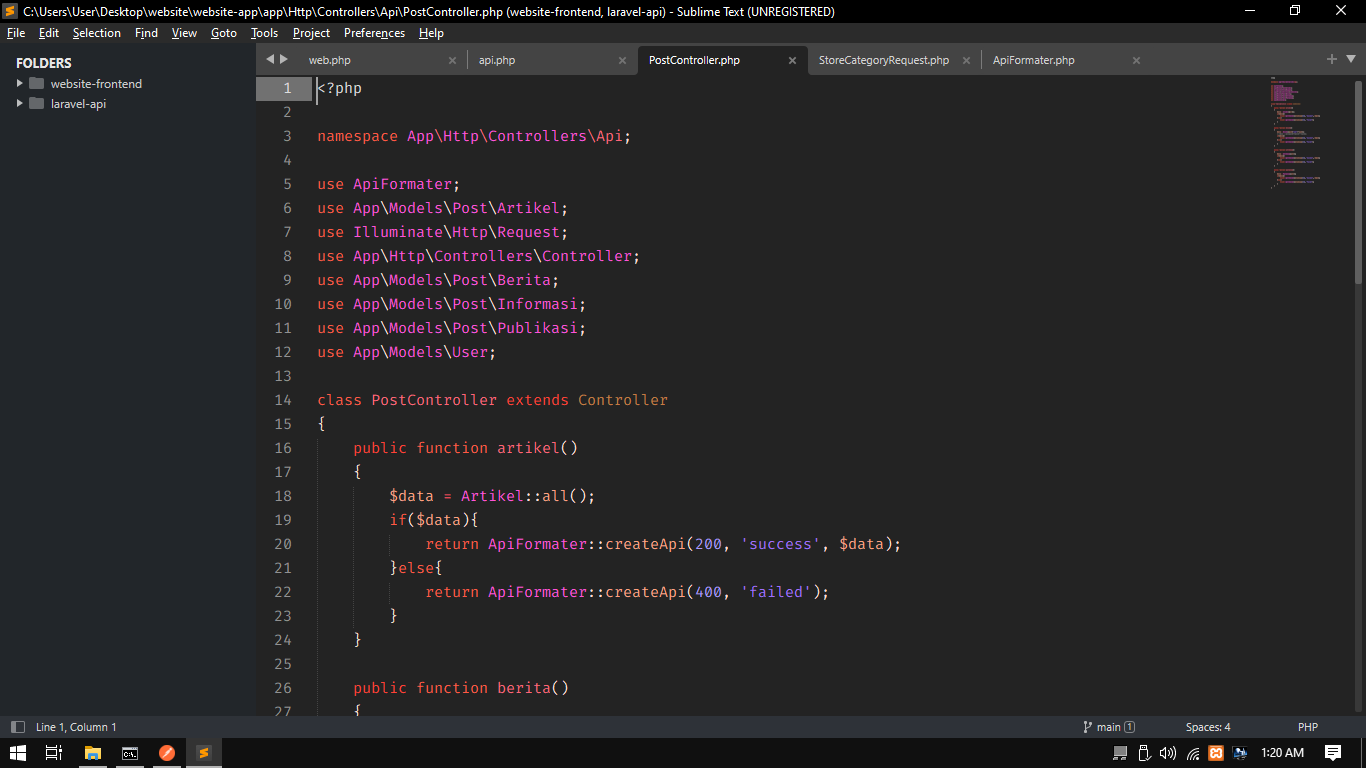 C:\Users\User\Desktop\website\website-app\app\Http\Controllers\Api\PostController.php (website-frontend, laravel-api) - Sublime Text (UNREGISTERED)
File Edit Selection Find View Goto Tools Project Preferences Help
FOLDERS
website-frontend
laravel-api
web.php api.php PostController.php StoreCategoryRequest.php ApiFormater.php
1 <?php
2
3 namespace App\Http\Controllers\Api;
4
5 use ApiFormater;
6 use App\Models\Post\Artikel;
7 use Illuminate\Http\Request;
8 use App\Http\Controllers\Controller;
9 use App\Models\Post\Berita;
10 use App\Models\Post\Informasi;
11 use App\Models\Post\Publikasi;
12 use App\Models\User;
13
14 class PostController extends Controller
15 {
16     public function artikel()
17     {
18         $data = Artikel::all();
19         if($data){
20             return ApiFormater::createApi(200, 'success', $data);
21         }else{
22             return ApiFormater::createApi(400, 'failed');
23         }
24     }
25
26     public function berita()
27     {
Line 1, Column 1 main 1 Spaces: 4 PHP
1:20 AM